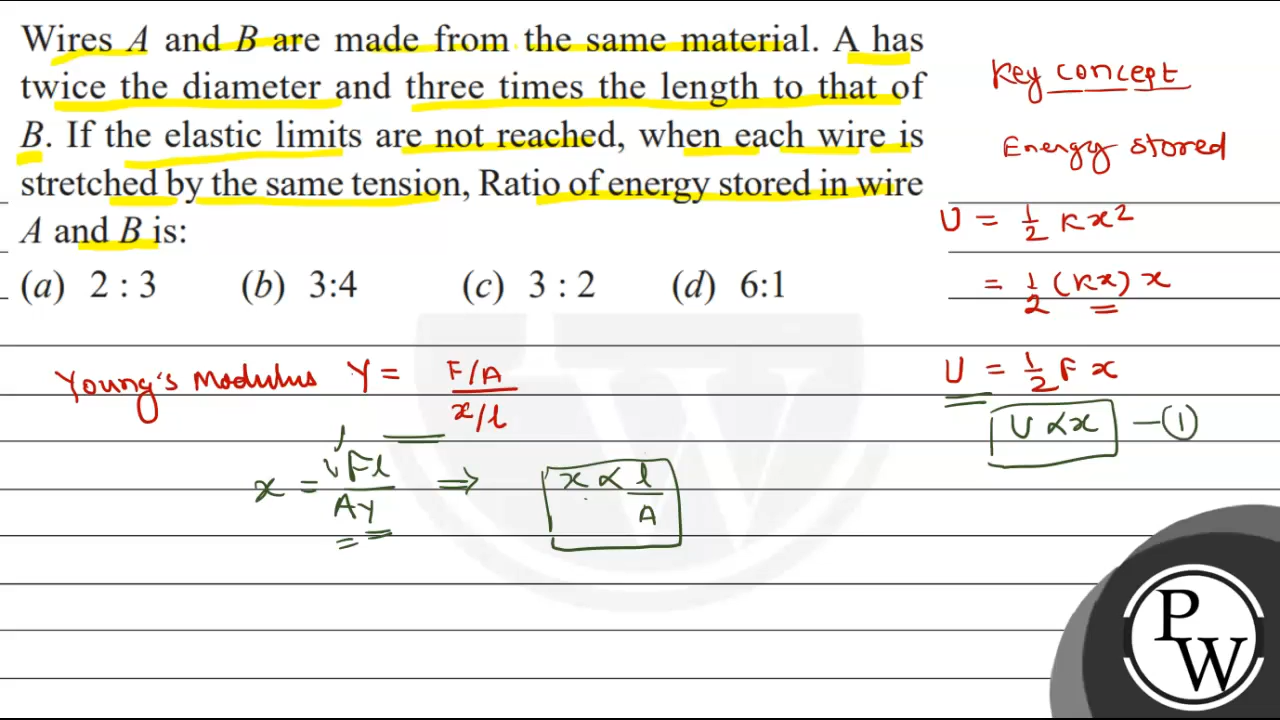 Wires A and B are made from the same material. A has
twice the diameter and three times the length to that of
B. If the elastic limits are not reached, when each wire is
stretched by the same tension, Ratio of energy stored in wire
A and B is:
(a) 2 : 3 (b) 3:4 (c) 3 : 2 (d) 6:1
Young's Modulus Y = F/A / x/l
x = Fl / AY ⇒ x ∝ l / A
Key concept
Energy stored
U = 1/2 Kx²
= 1/2 (Kx) x
U = 1/2 F x
U ∝ x — (1)
PW